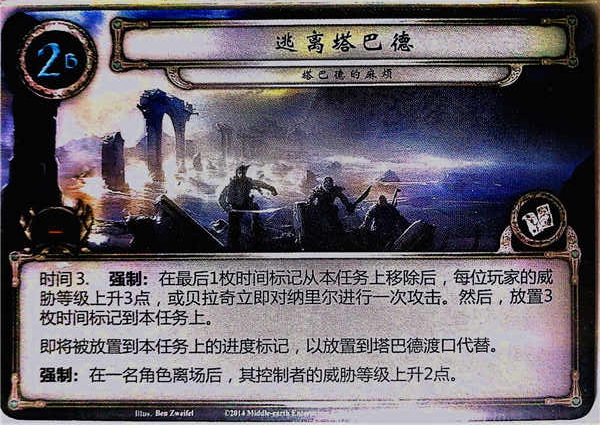 2B
逃离塔巴德
塔巴德的麻烦
时间3. 强制：在最后1枚时间标记从本任务上移除后，每位玩家的威
胁等级上升3点，或贝拉奇立即对纳里尔进行一次攻击。然后，放置3
枚时间标记到本任务上。
即将被放置到本任务上的进度标记，以放置到塔巴德渡口代替。
强制：在一名角色离场后，其控制者的威胁等级上升2点。
Illus. Ben Zweifel ©2014 Middle-earth